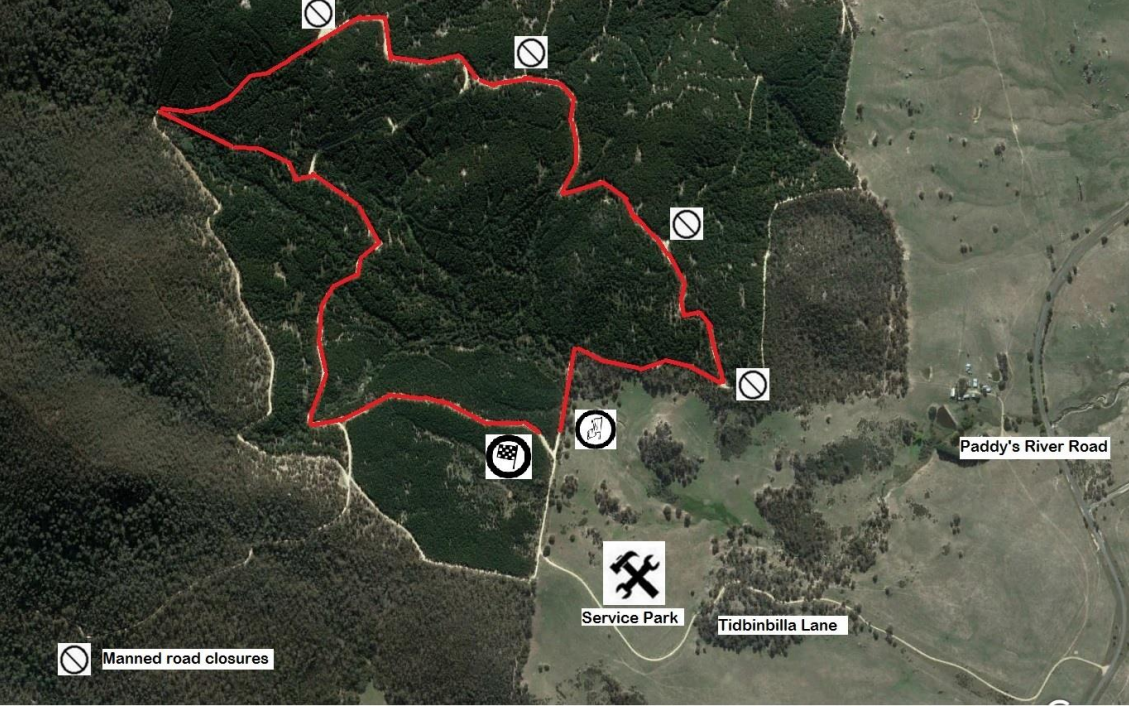 Paddy's River Road
Service Park
Tidbinbilla Lane
Manned road closures